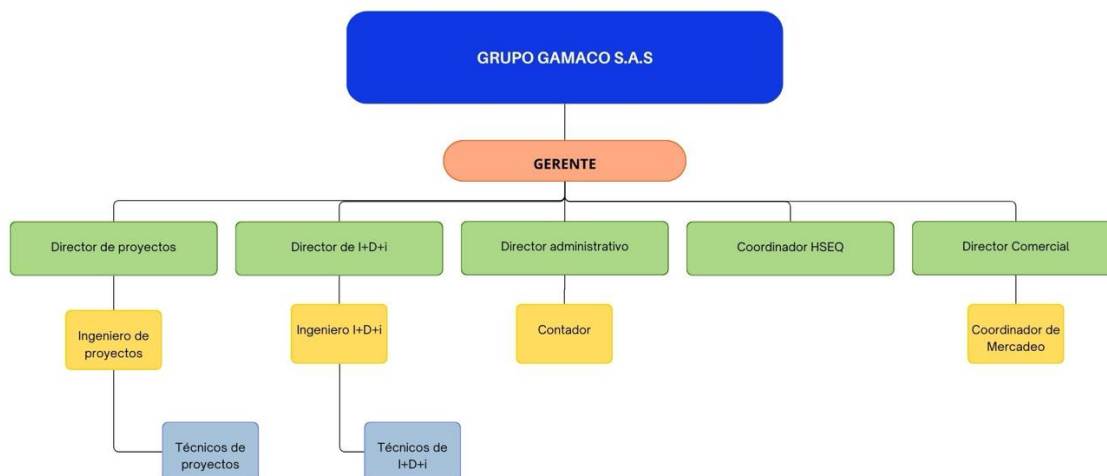 GRUPO GAMACO S.A.S
GERENTE
Director de proyectos
Director de I+D+i
Director administrativo
Coordinador HSEQ
Director Comercial
Ingeniero de
proyectos
Ingeniero I+D+i
Contador
Coordinador de
Mercadeo
Técnicos de
proyectos
Técnicos de
I+D+i